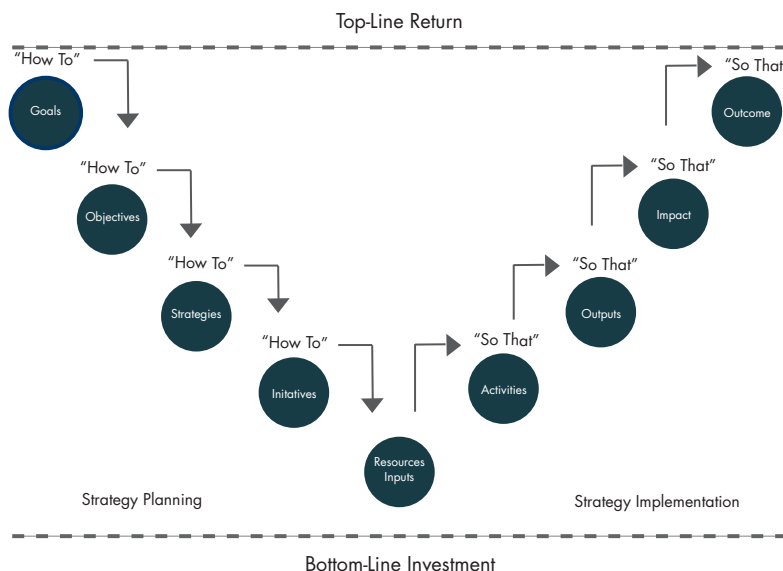 Top-Line Return
“How To”
Goals
“How To”
Objectives
“How To”
Strategies
“How To”
Initatives
Resources
Inputs
“So That”
Activities
“So That”
Outputs
“So That”
Impact
“So That
Outcome
Strategy Planning
Strategy Implementation
Bottom-Line Investment